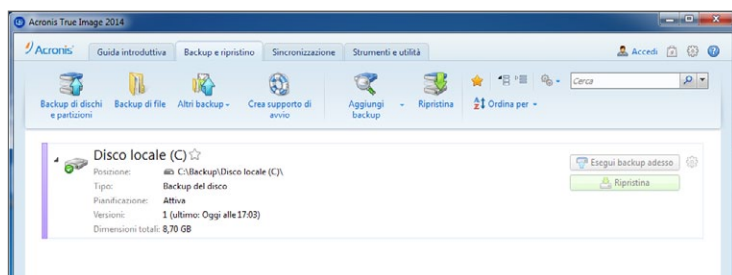 Acronis True Image 2014
Acronis
Guida introduttiva
Backup e ripristino
Sincronizzazione
Strumenti e utilità
Accedi
Backup di dischi
e partizioni
Backup di file
Altri backup
Crea supporto di
avvio
Aggiungi
backup
Ripristina
Ordina per
Cerca
Disco locale (C)
Posizione: C:\Backup\Disco locale (C)\
Tipo: Backup del disco
Pianificazione: Attiva
Versioni: 1 (ultimo: Oggi alle 17:03)
Dimensioni totali: 8,70 GB
Esegui backup adesso
Ripristina